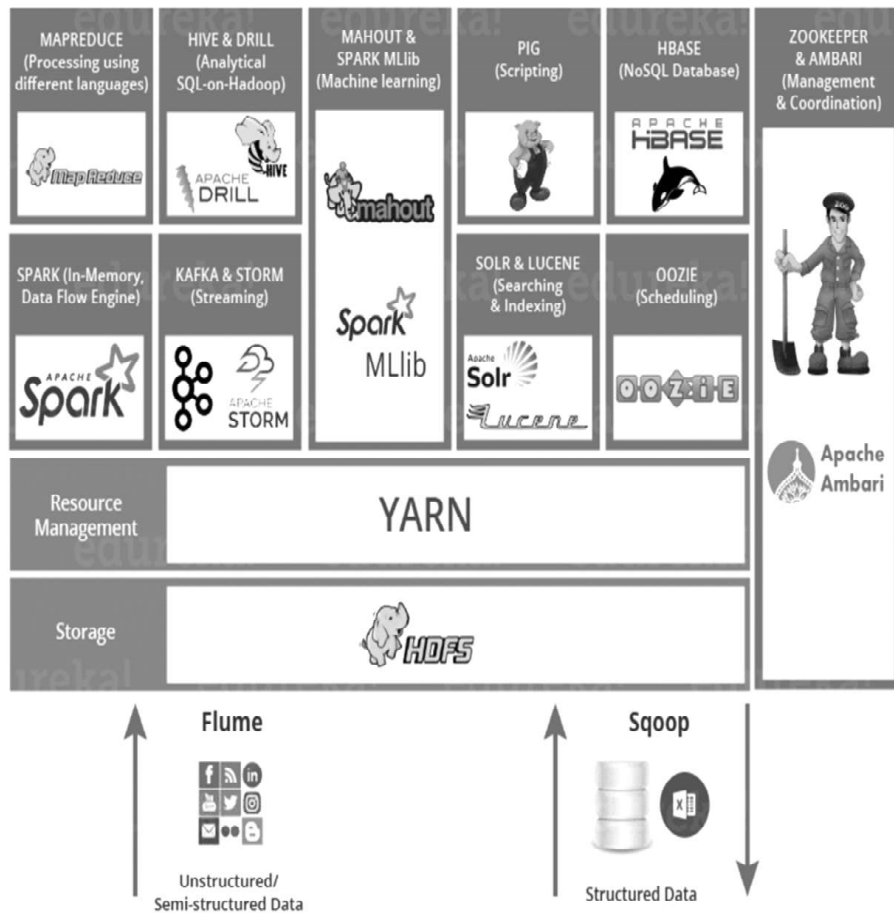 MAPREDUCE
(Processing using
different languages)
MapReduce
HIVE & DRILL
(Analytical
SQL-on-Hadoop)
HIVE
APACHE
DRILL
MAHOUT &
SPARK MLlib
(Machine learning)
mahout
Spark
MLlib
PIG
(Scripting)
HBASE
(NoSQL Database)
APACHE
HBASE
ZOOKEEPER
& AMBARI
(Management
& Coordination)
ZOO
Apache
Ambari
SPARK (In-Memory,
Data Flow Engine)
APACHE
Spark
KAFKA & STORM
(Streaming)
APACHE
STORM
SOLR & LUCENE
(Searching
& Indexing)
Apache
Solr
Lucene
OOZIE
(Scheduling)
OOZIE
Resource
Management
YARN
Storage
HDFS
edureka!
Flume
Unstructured/
Semi-structured Data
Sqoop
Structured Data